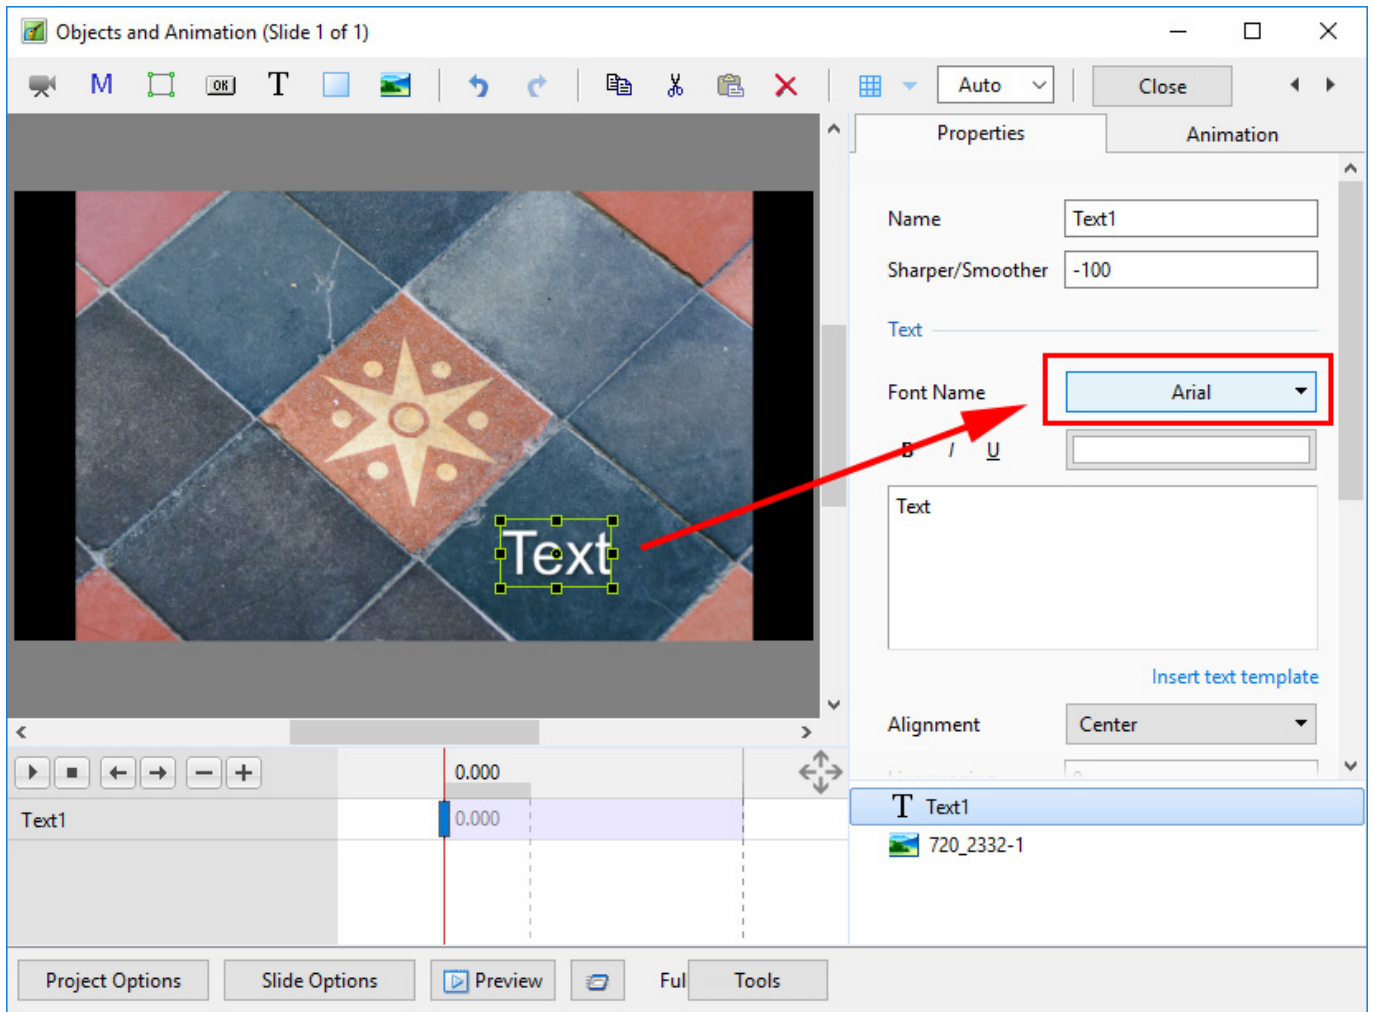 Objects and Animation (Slide 1 of 1)
M OK T Auto Close
Properties Animation
Name Text1
Sharper/Smoother -100
Text
Font Name Arial
B I U
Text
Text
Insert text template
Alignment Center
0.000
Text1 0.000
T Text1
720_2332-1
Project Options Slide Options Preview Ful Tools